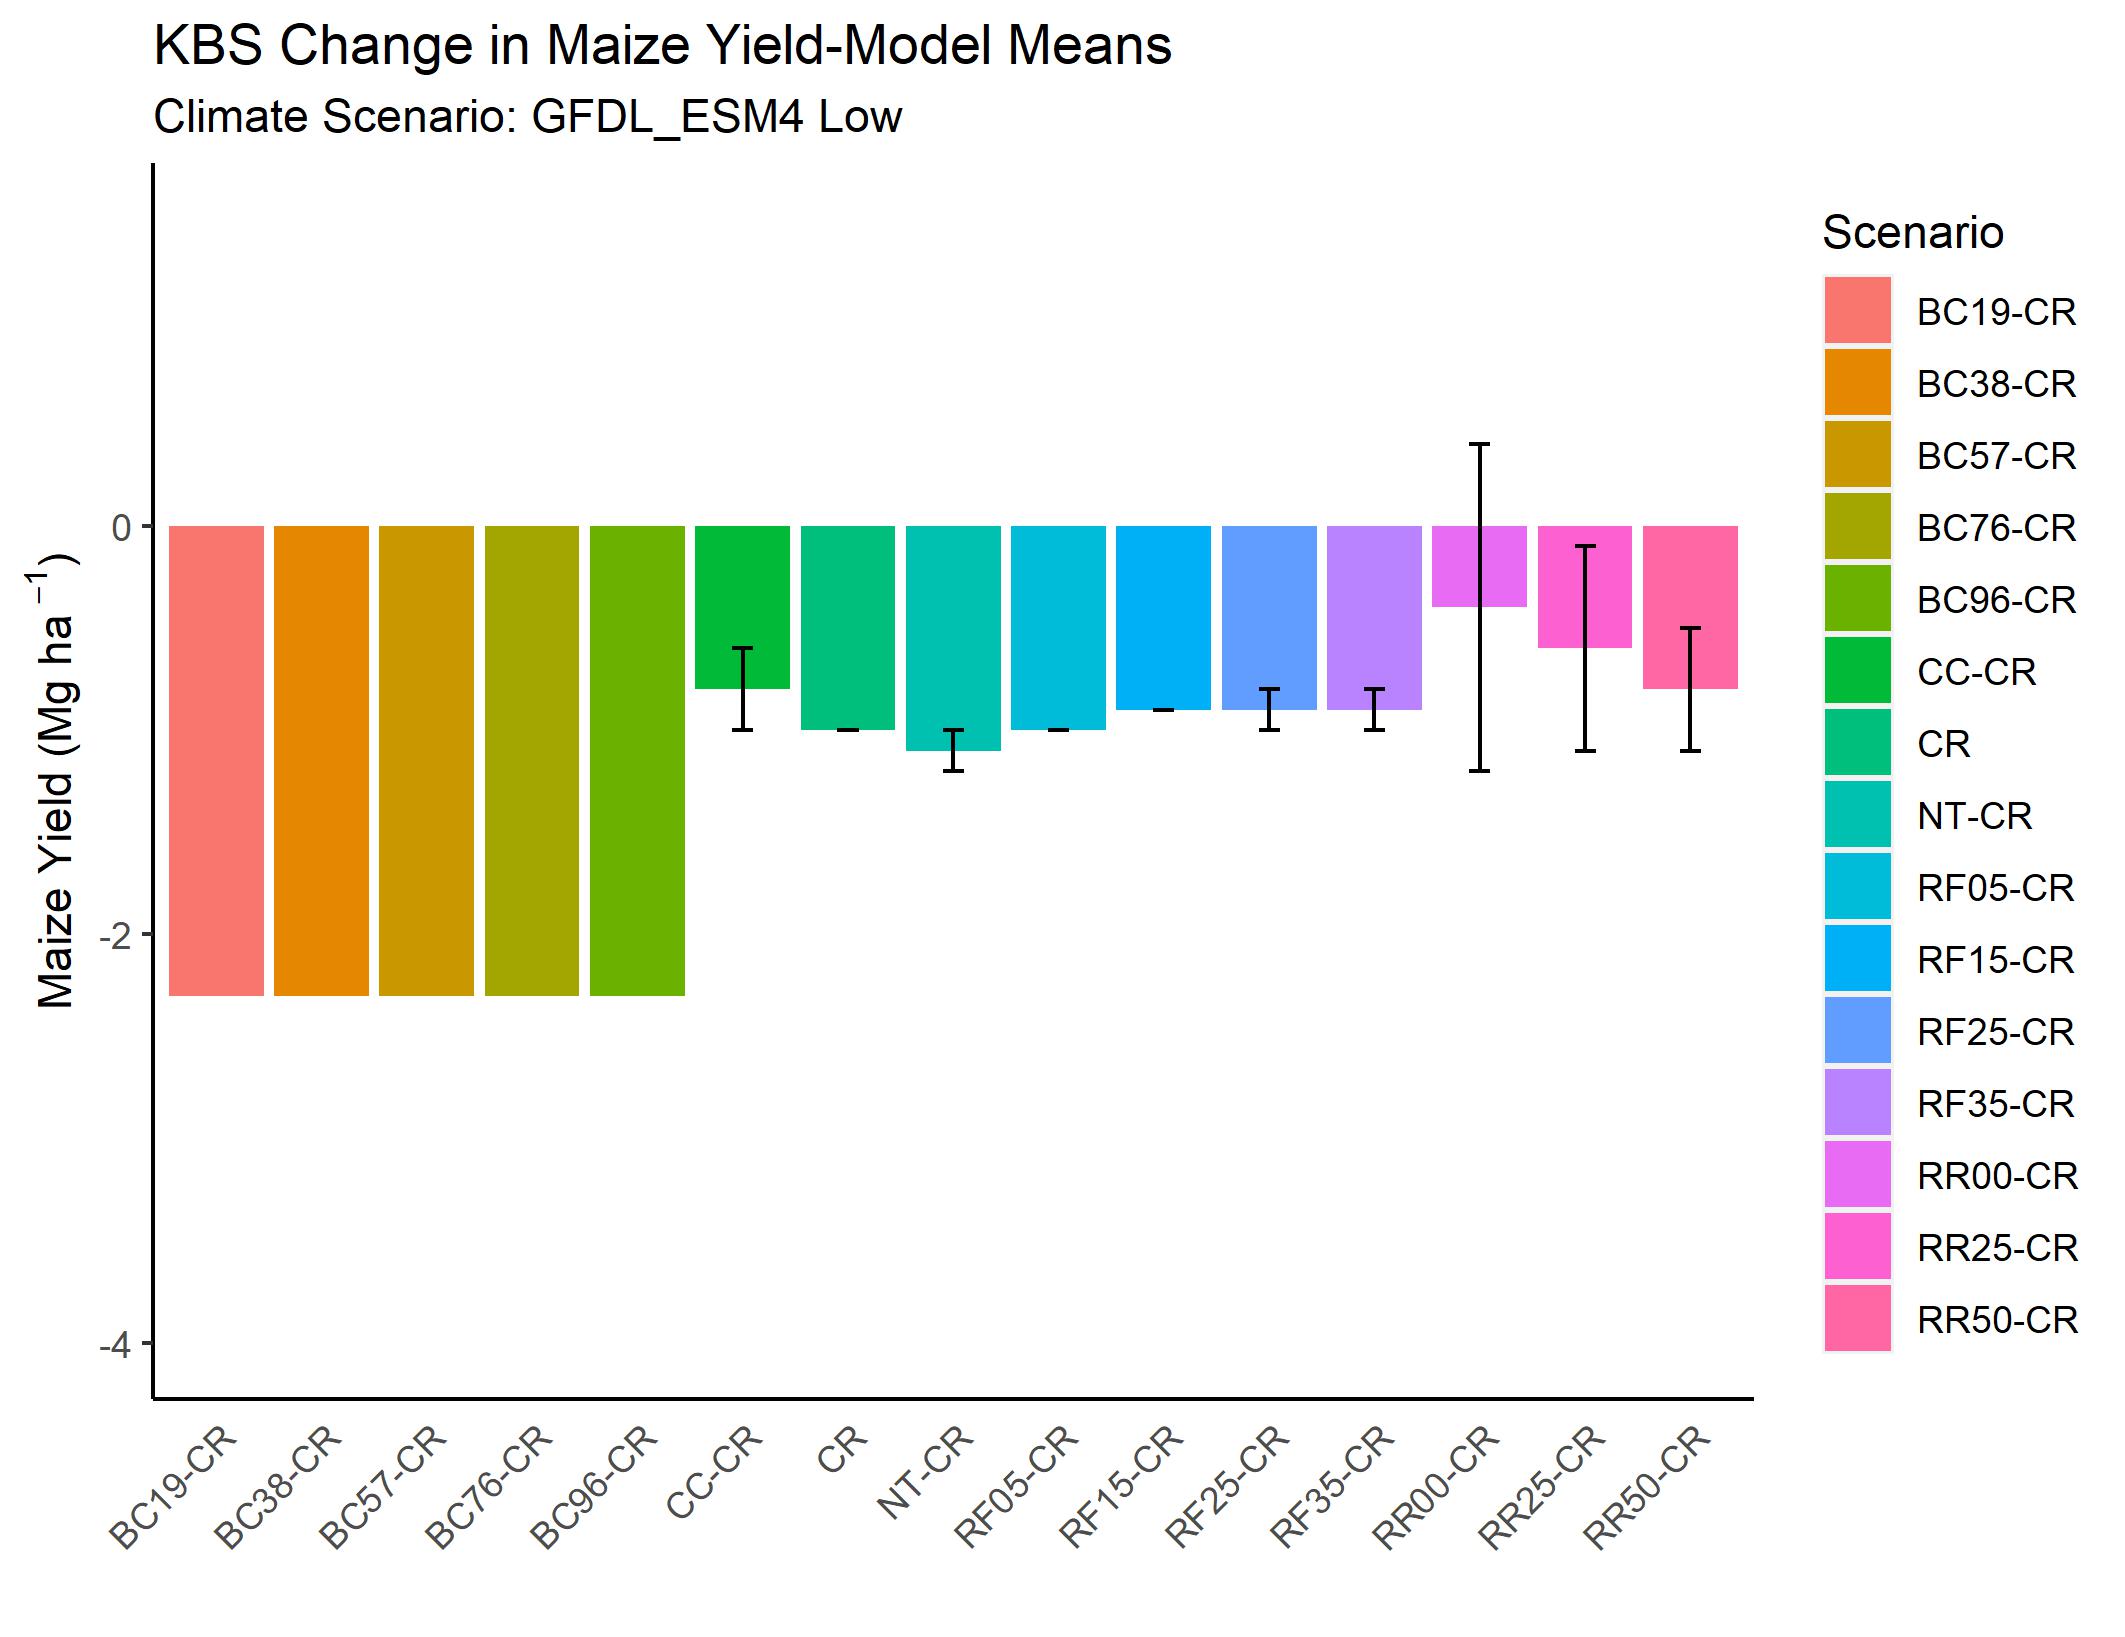 KBS Change in Maize Yield-Model Means
Climate Scenario: GFDL_ESM4 Low
Maize Yield (Mg ha −1)
0
-2
-4
BC19-CR
BC38-CR
BC57-CR
BC76-CR
BC96-CR
CC-CR
CR
NT-CR
RF05-CR
RF15-CR
RF25-CR
RF35-CR
RR00-CR
RR25-CR
RR50-CR
Scenario
BC19-CR
BC38-CR
BC57-CR
BC76-CR
BC96-CR
CC-CR
CR
NT-CR
RF05-CR
RF15-CR
RF25-CR
RF35-CR
RR00-CR
RR25-CR
RR50-CR